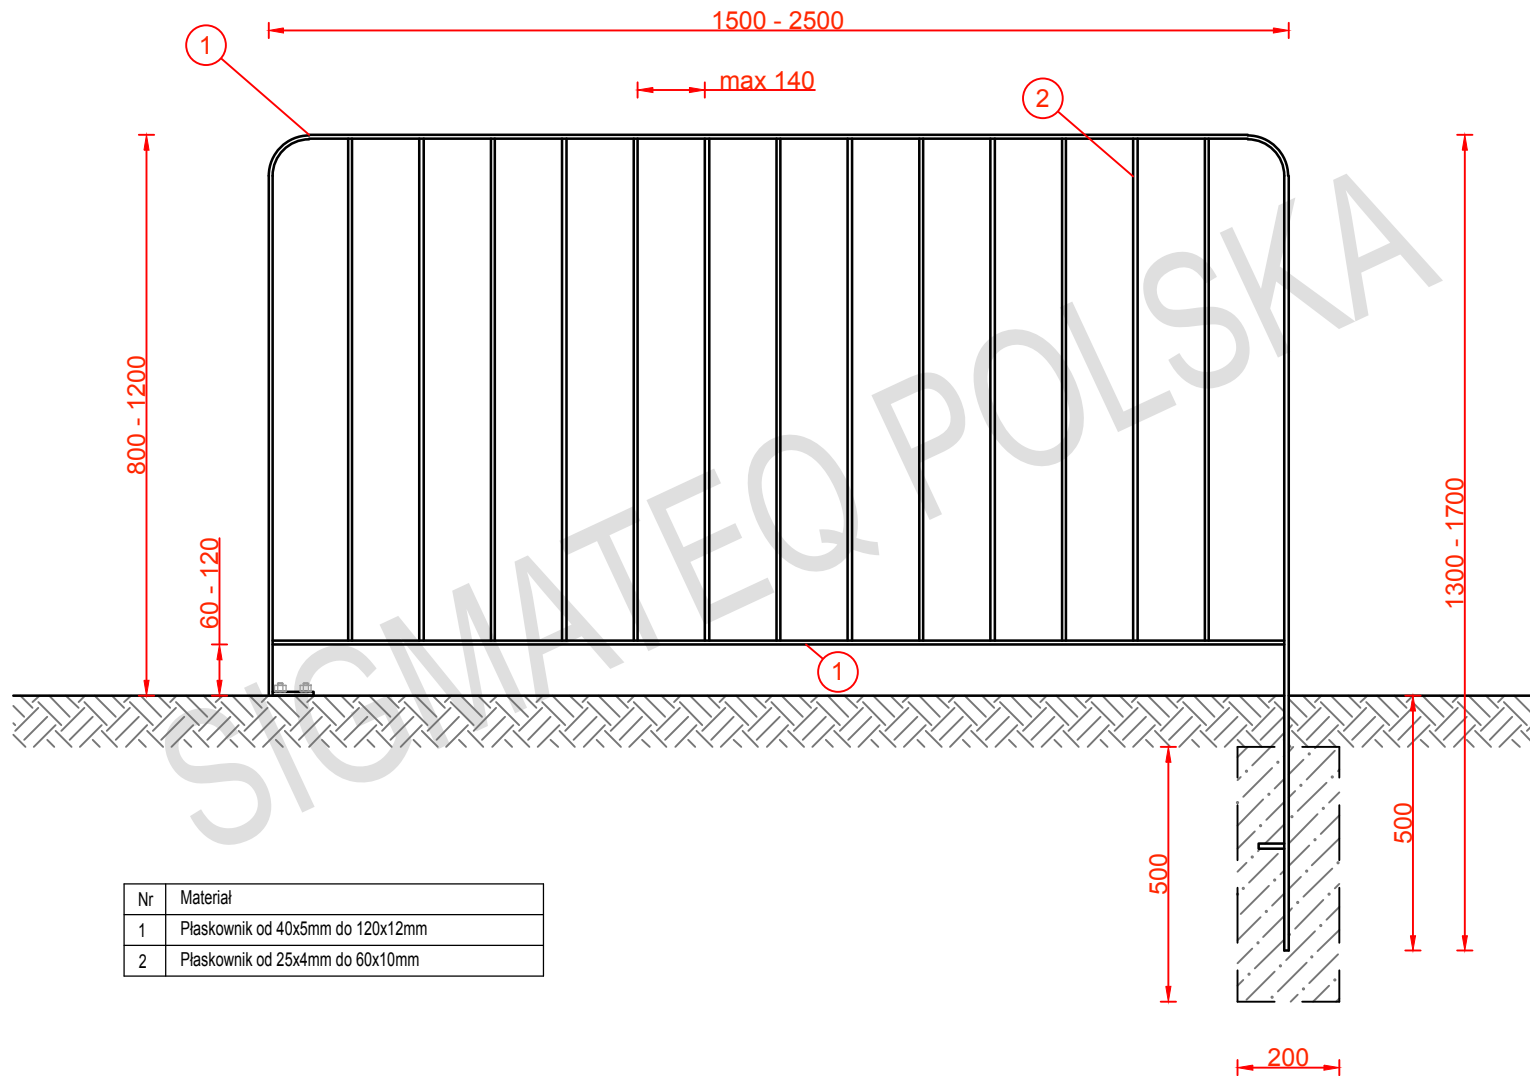 1500 - 2500
1
max 140
2
800 - 1200
60 - 120
1300 - 1700
1
500
500
200
SIGMATEQ POLSKA
Nr Materiał
1 Płaskownik od 40x5mm do 120x12mm
2 Płaskownik od 25x4mm do 60x10mm